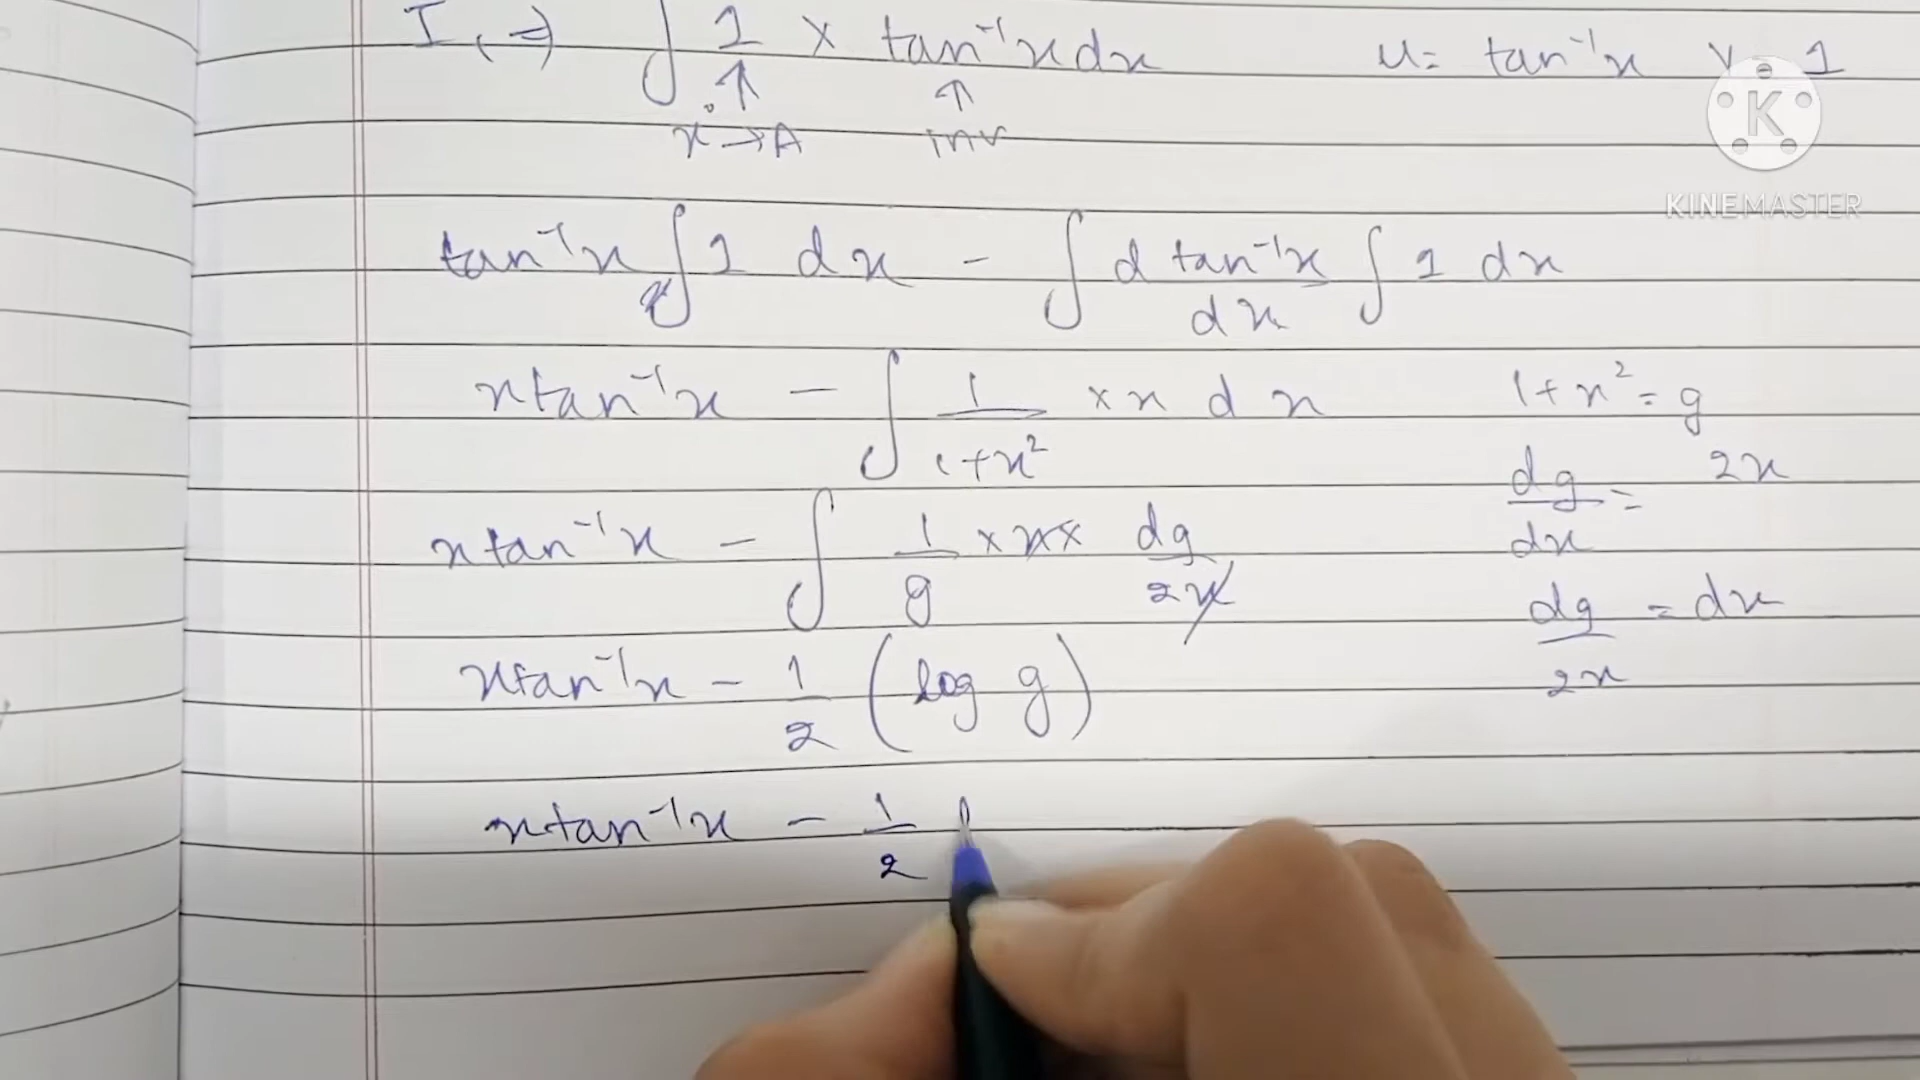 I₁ ⇒ ∫ 1 × tan⁻¹x dx    u = tan⁻¹x  v = 1
x → A    inv
K
KINEMASTER
tan⁻¹x ∫ 1 dx - ∫ d tan⁻¹x / dx ∫ 1 dx
x tan⁻¹x - ∫ 1/(1+x²) × x dx
1+x² = g
dg/dx = 2x
x tan⁻¹x - ∫ 1/g × x × dg/2x
dg/2x = dx
x tan⁻¹x - 1/2 (log g)
x tan⁻¹x - 1/2 l